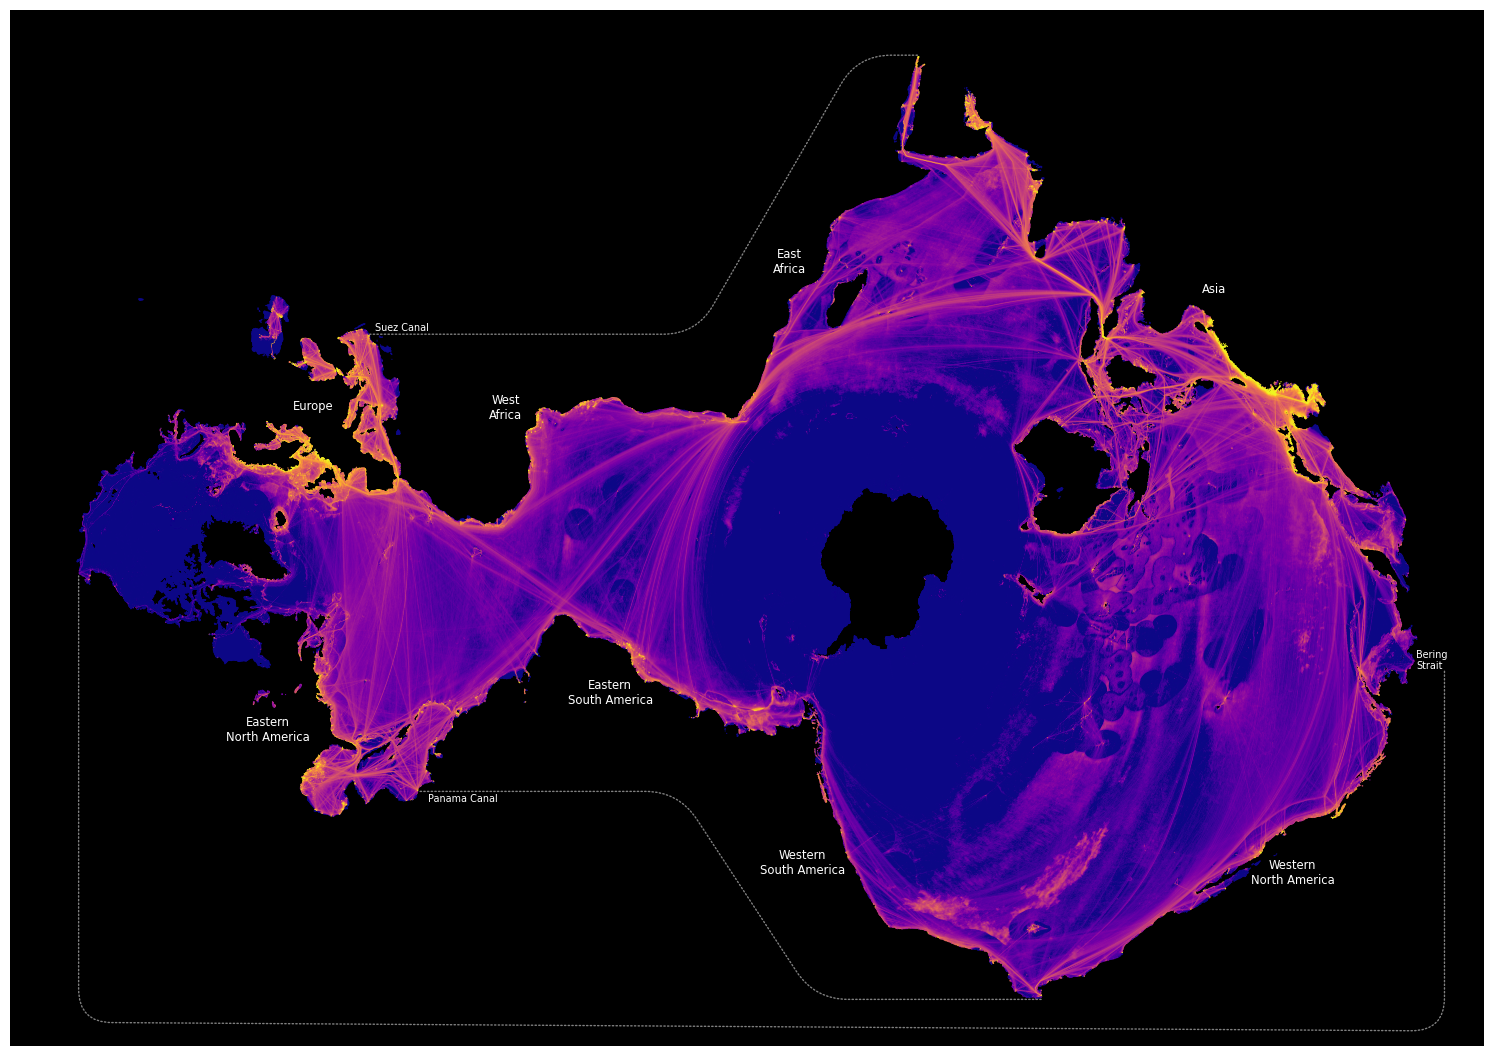 East
Africa
Asia
Suez Canal
Europe
West
Africa
Bering
Strait
Eastern
South America
Eastern
North America
Panama Canal
Western
South America
Western
North America